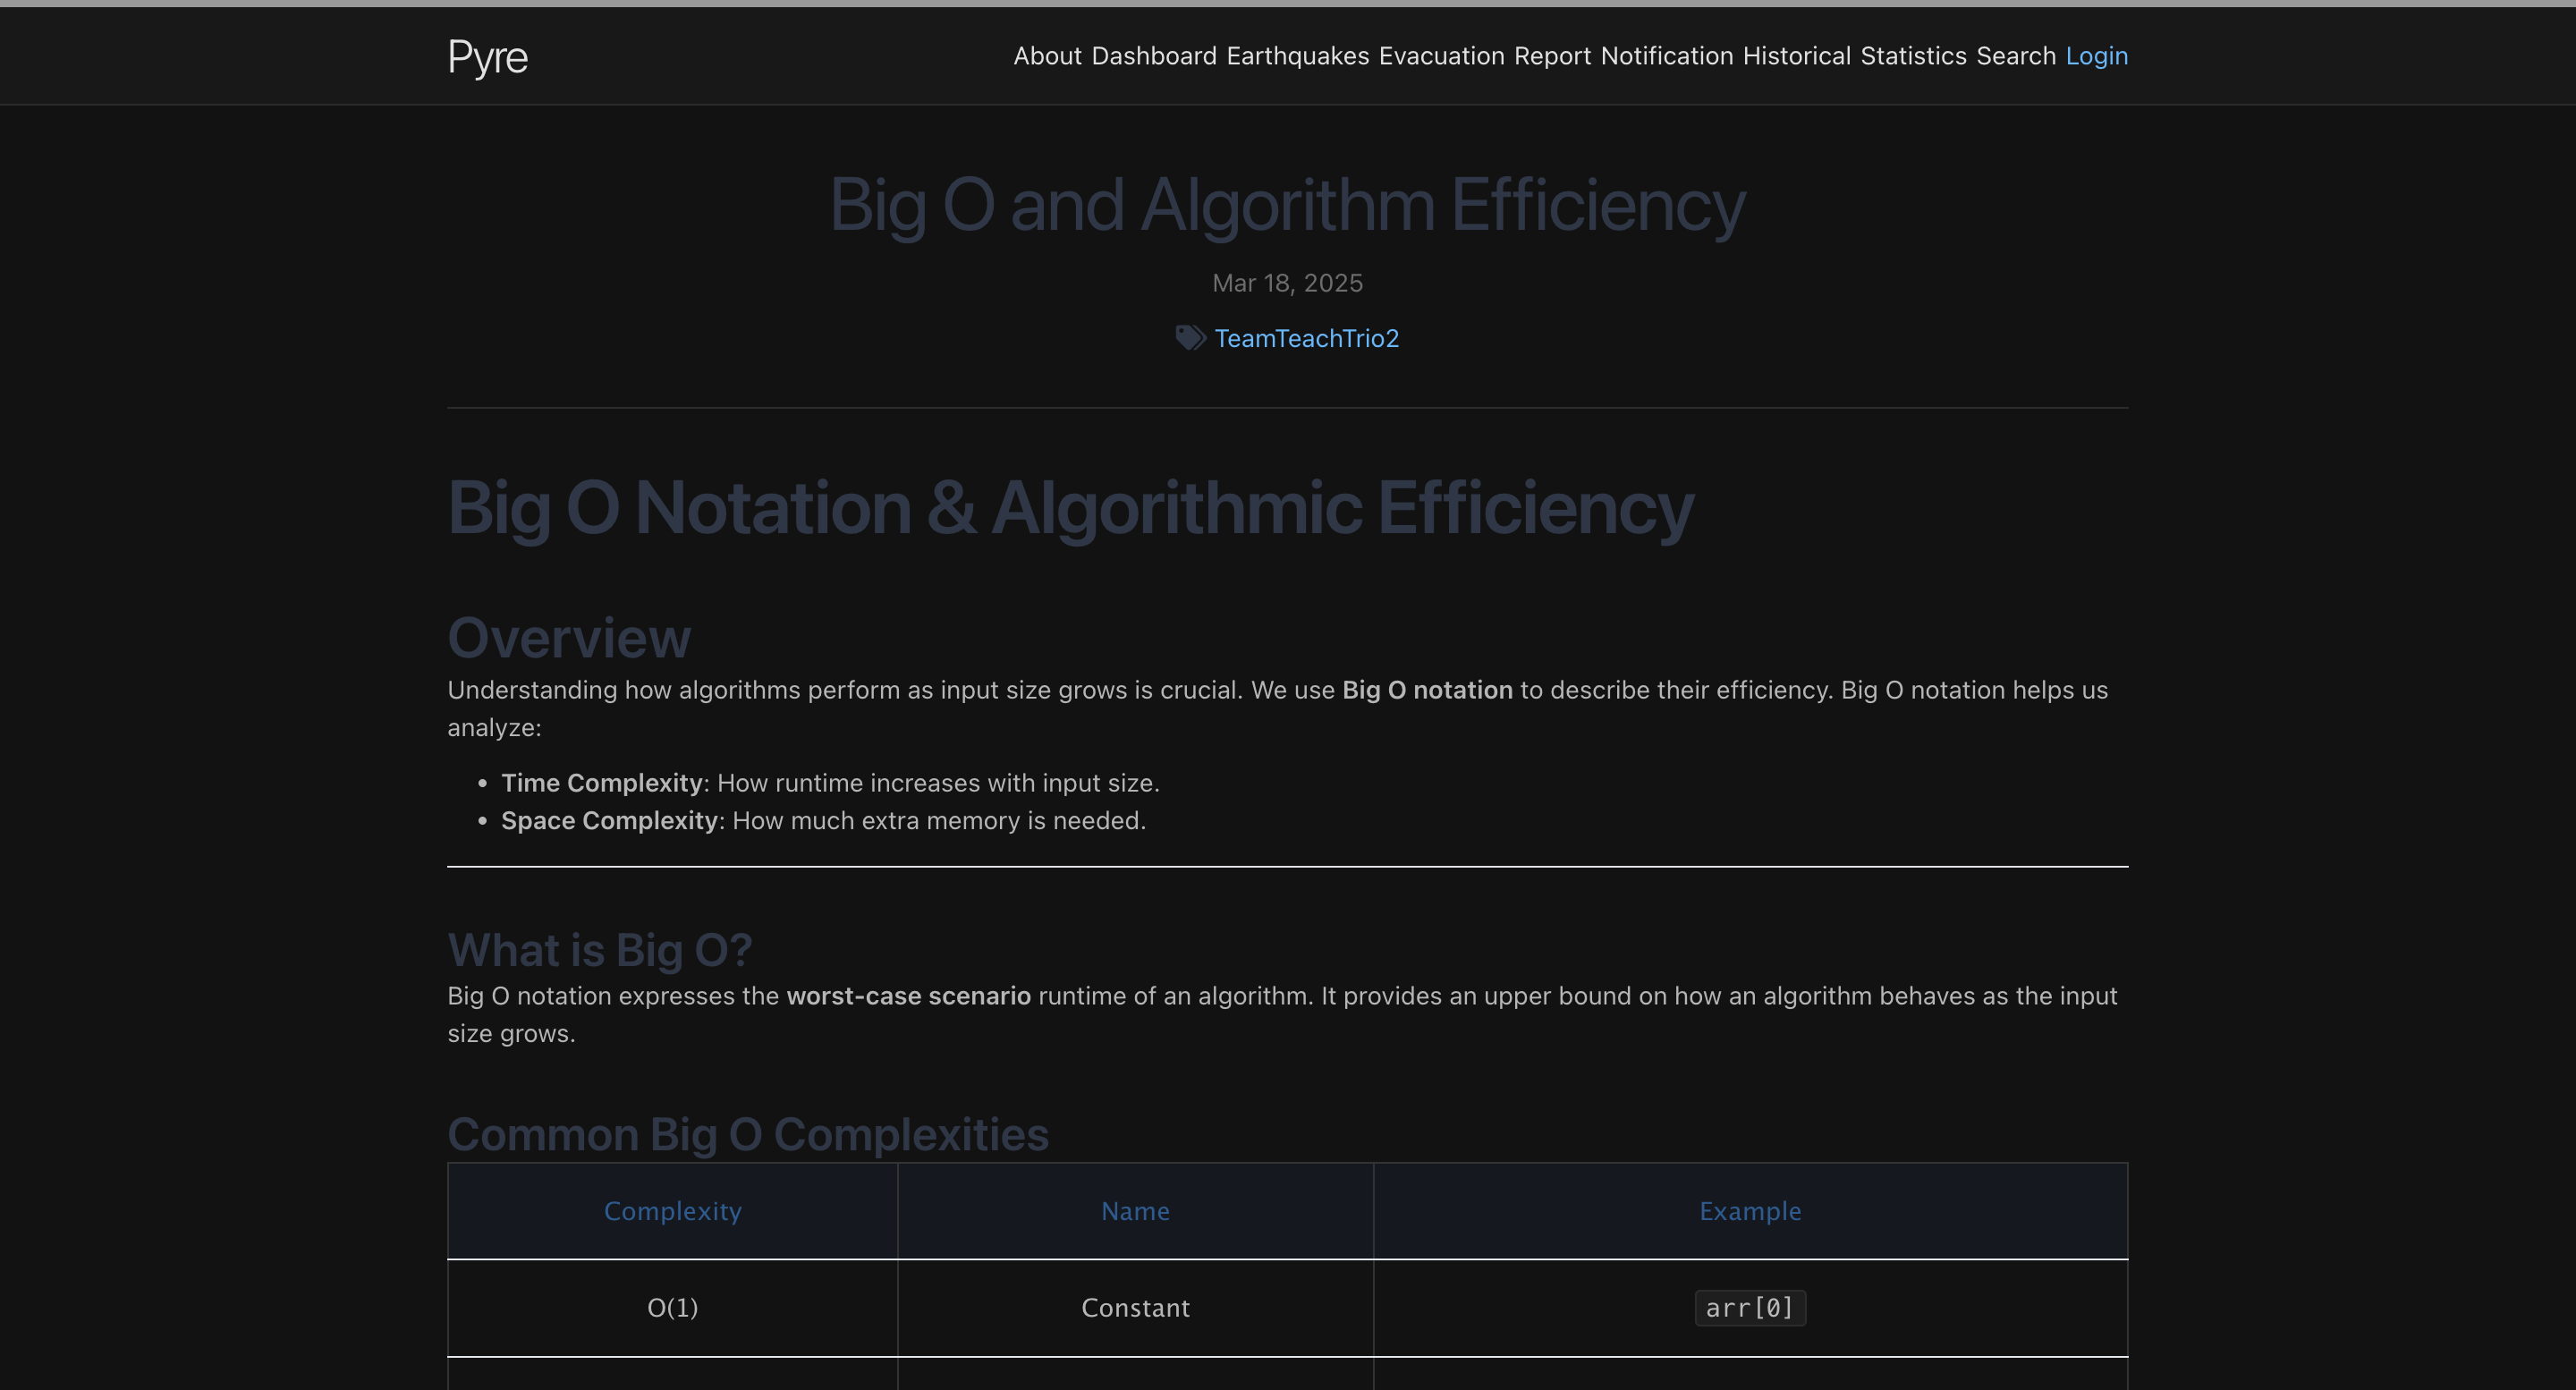 Pyre
About Dashboard Earthquakes Evacuation Report Notification Historical Statistics Search Login
Big O and Algorithm Efficiency
Mar 18, 2025
TeamTeachTrio2
Big O Notation & Algorithmic Efficiency
Overview
Understanding how algorithms perform as input size grows is crucial. We use Big O notation to describe their efficiency. Big O notation helps us
analyze:
• Time Complexity: How runtime increases with input size.
• Space Complexity: How much extra memory is needed.
What is Big O?
Big O notation expresses the worst-case scenario runtime of an algorithm. It provides an upper bound on how an algorithm behaves as the input
size grows.
Common Big O Complexities
Complexity Name Example
O(1) Constant arr[0]